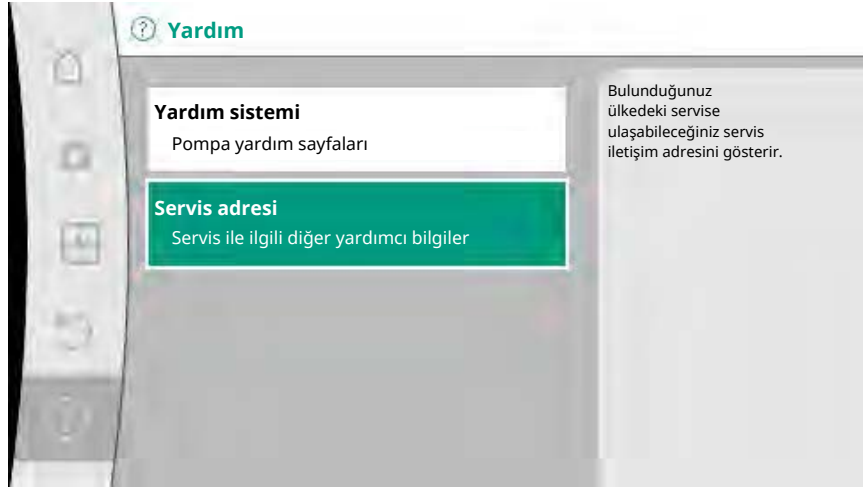 Yardım
Yardım sistemi
Pompa yardım sayfaları
Servis adresi
Servis ile ilgili diğer yardımcı bilgiler
Bulunduğunuz
ülkedeki servise
ulaşabileceğiniz servis
iletişim adresini gösterir.